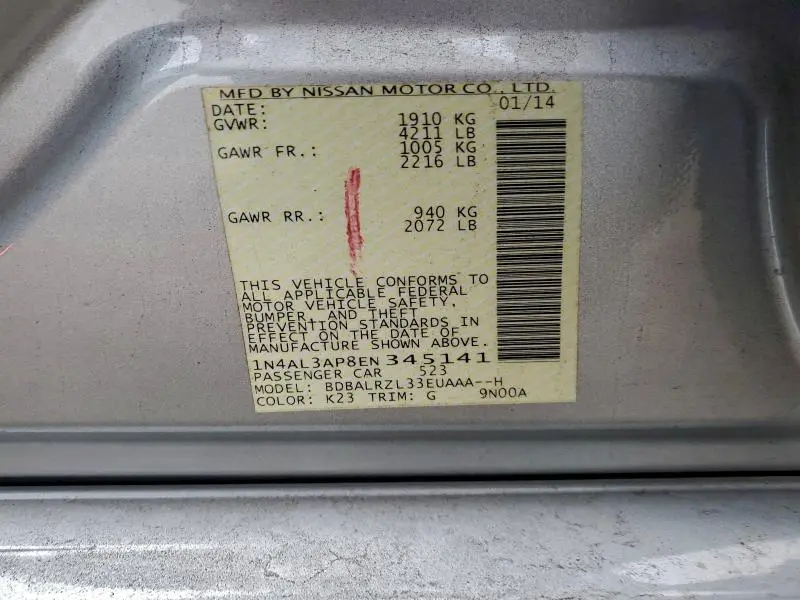 MFD BY NISSAN MOTOR CO., LTD.
DATE: 01/14
GVWR: 1910 KG
4211 LB
GAWR FR.: 1005 KG
2216 LB
GAWR RR.: 940 KG
2072 LB
THIS VEHICLE CONFORMS TO
ALL APPLICABLE FEDERAL
MOTOR VEHICLE SAFETY,
BUMPER, AND THEFT
PREVENTION STANDARDS IN
EFFECT ON THE DATE OF
MANUFACTURE SHOWN ABOVE.
1N4AL3AP8EN345141
PASSENGER CAR 523
MODEL: BDBALRZL33EUAAA--H
COLOR: K23 TRIM: G 9N00A